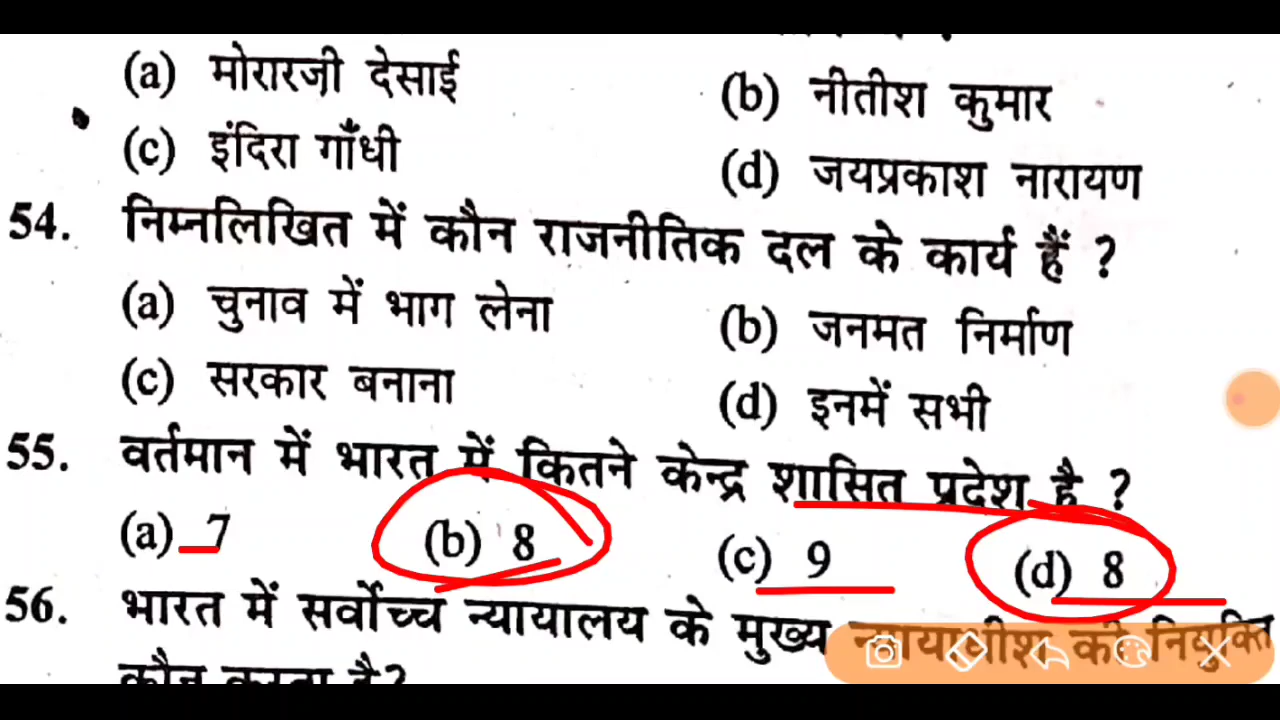 (a) मोरारजी देसाई (b) नीतीश कुमार
(c) इंदिरा गाँधी (d) जयप्रकाश नारायण
54. निम्नलिखित में कौन राजनीतिक दल के कार्य हैं ?
(a) चुनाव में भाग लेना (b) जनमत निर्माण
(c) सरकार बनाना (d) इनमें सभी
55. वर्तमान में भारत में कितने केन्द्र शासित प्रदेश है ?
(a) 7 (b) 8 (c) 9 (d) 8
56. भारत में सर्वोच्च न्यायालय के मुख्य न्यायाधीश की नियुक्ति
कौन करता है?